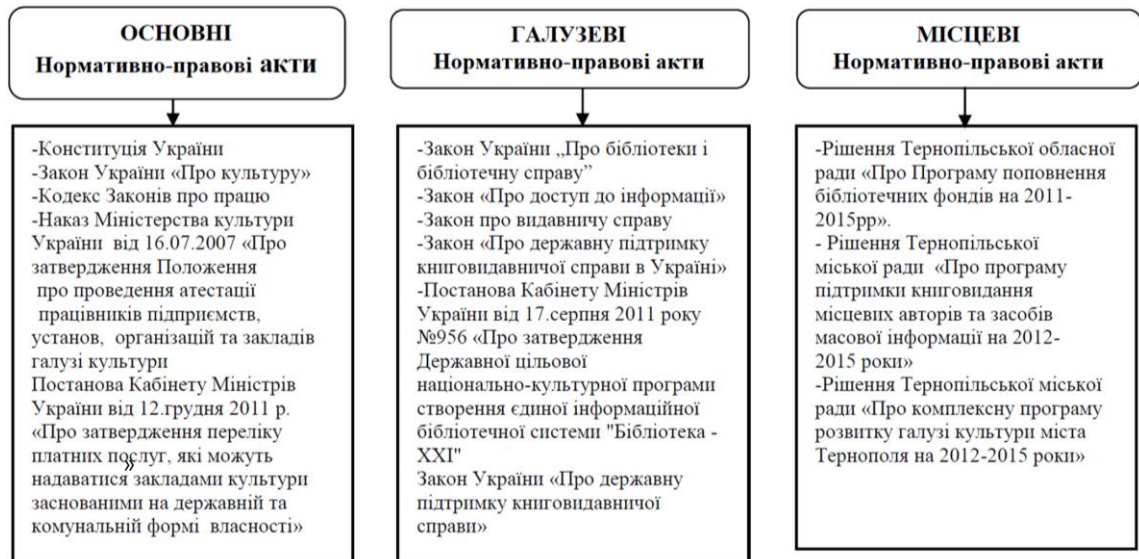 ОСНОВНІ
Нормативно-правові акти
-Конституція України
-Закон України «Про культуру»
-Кодекс Законів про працю
-Наказ Міністерства культури
України від 16.07.2007 «Про
затвердження Положення
про проведення атестації
працівників підприємств,
установ, організацій та закладів
галузі культури
Постанова Кабінету Міністрів
України від 12.грудня 2011 р.
«Про затвердження переліку
платних послуг, які можуть
»
надаватися закладами культури
заснованими на державній та
комунальній формі власності»
ГАЛУЗЕВІ
Нормативно-правові акти
-Закон України „Про бібліотеки і
бібліотечну справу”
-Закон «Про доступ до інформації»
-Закон про видавничу справу
-Закон «Про державну підтримку
книговидавничої справи в Україні»
-Постанова Кабінету Міністрів
України від 17.серпня 2011 року
№956 «Про затвердження
Державної цільової
національно-культурної програми
створення єдиної інформаційної
бібліотечної системи "Бібліотека -
XXI"
Закон України «Про державну
підтримку книговидавничої
справи»
МІСЦЕВІ
Нормативно-правові акти
-Рішення Тернопільської обласної
ради «Про Програму поповнення
бібліотечних фондів на 2011-
2015рр».
- Рішення Тернопільської
міської ради «Про програму
підтримки книговидання
місцевих авторів та засобів
масової інформації на 2012-
2015 роки»
-Рішення Тернопільської міської
ради «Про комплексну програму
розвитку галузі культури міста
Тернополя на 2012-2015 роки»